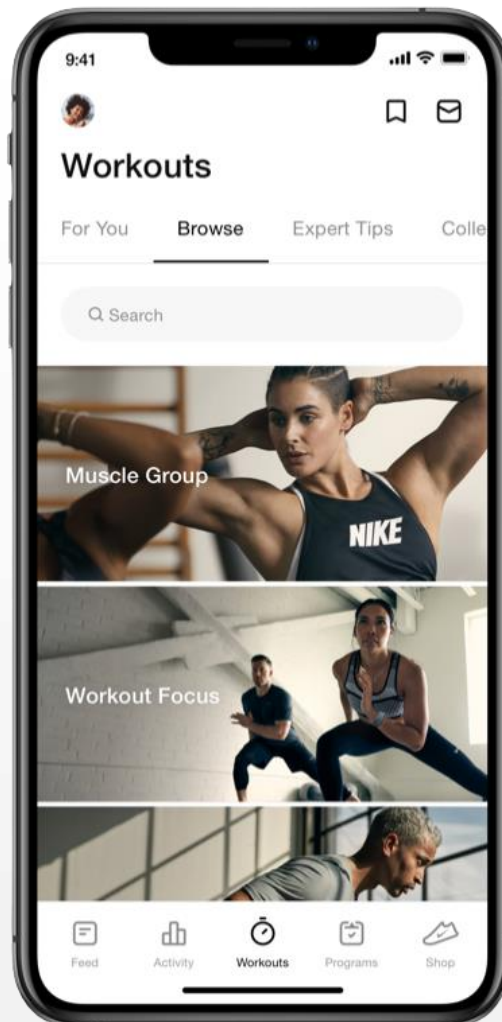 9:41
Workouts
For You Browse Expert Tips Colle
Search
Muscle Group
NIKE
Workout Focus
Feed Activity Workouts Programs Shop